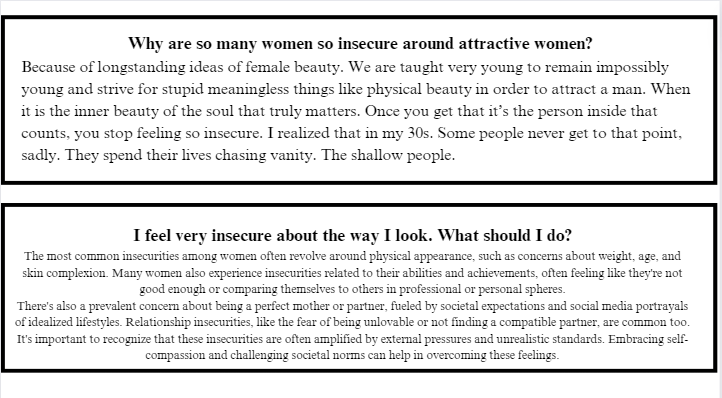 Why are so many women so insecure around attractive women?
Because of longstanding ideas of female beauty. We are taught very young to remain impossibly
young and strive for stupid meaningless things like physical beauty in order to attract a man. When
it is the inner beauty of the soul that truly matters. Once you get that it’s the person inside that
counts, you stop feeling so insecure. I realized that in my 30s. Some people never get to that point,
sadly. They spend their lives chasing vanity. The shallow people.
I feel very insecure about the way I look. What should I do?
The most common insecurities among women often revolve around physical appearance, such as concerns about weight, age, and
skin complexion. Many women also experience insecurities related to their abilities and achievements, often feeling like they're not
good enough or comparing themselves to others in professional or personal spheres.
There's also a prevalent concern about being a perfect mother or partner, fueled by societal expectations and social media portrayals
of idealized lifestyles. Relationship insecurities, like the fear of being unlovable or not finding a compatible partner, are common too.
It's important to recognize that these insecurities are often amplified by external pressures and unrealistic standards. Embracing self-
compassion and challenging societal norms can help in overcoming these feelings.